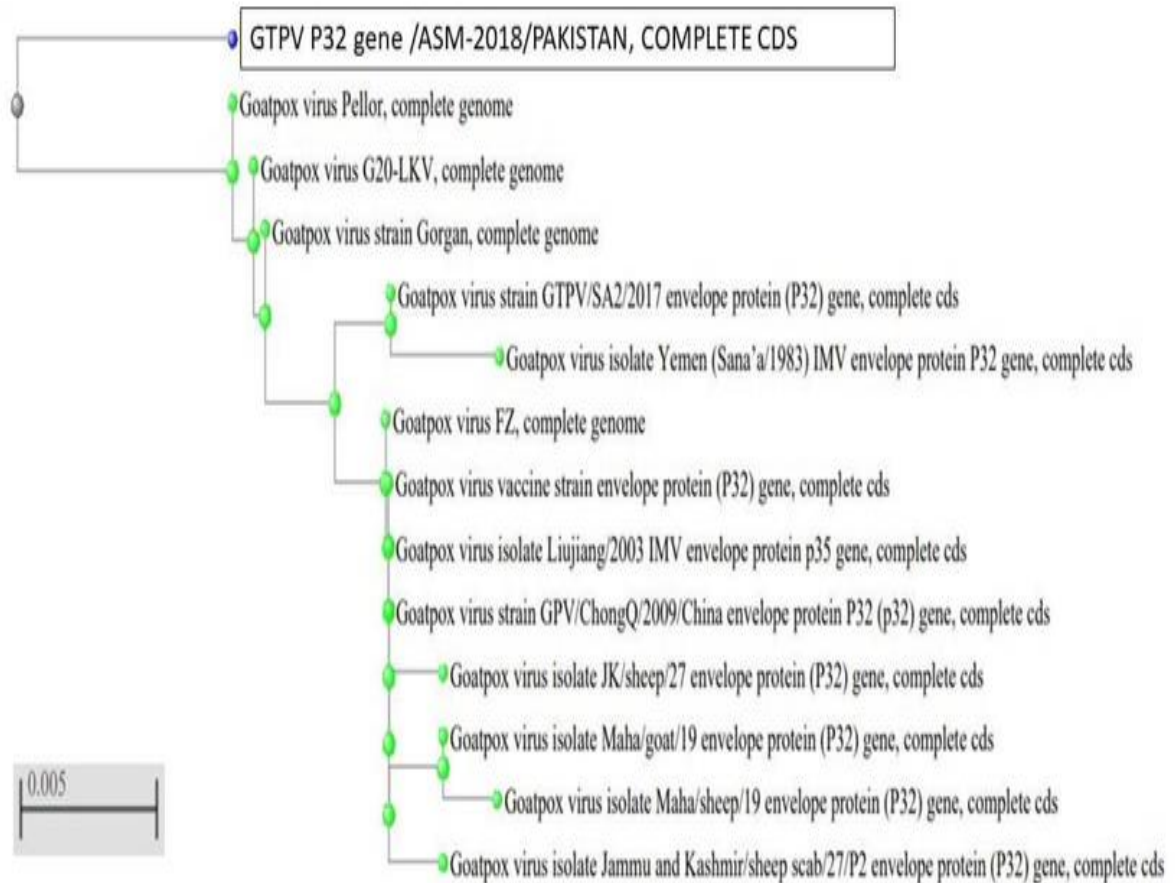 GTPV P32 gene /ASM-2018/PAKISTAN, COMPLETE CDS
Goatpox virus Pellor, complete genome
Goatpox virus G20-LKV, complete genome
Goatpox virus strain Gorgan, complete genome
Goatpox virus strain GTPV/SA2/2017 envelope protein (P32) gene, complete cds
Goatpox virus isolate Yemen (Sana'a/1983) IMV envelope protein P32 gene, complete cds
Goatpox virus FZ, complete genome
Goatpox virus vaccine strain envelope protein (P32) gene, complete cds
Goatpox virus isolate Liujiang/2003 IMV envelope protein p35 gene, complete cds
Goatpox virus strain GPV/ChongQ/2009/China envelope protein P32 (p32) gene, complete cds
Goatpox virus isolate JK/sheep/27 envelope protein (P32) gene, complete cds
Goatpox virus isolate Maha/goat/19 envelope protein (P32) gene, complete cds
0.005
Goatpox virus isolate Maha/sheep/19 envelope protein (P32) gene, complete cds
Goatpox virus isolate Jammu and Kashmir/sheep scab/27/P2 envelope protein (P32) gene, complete cds